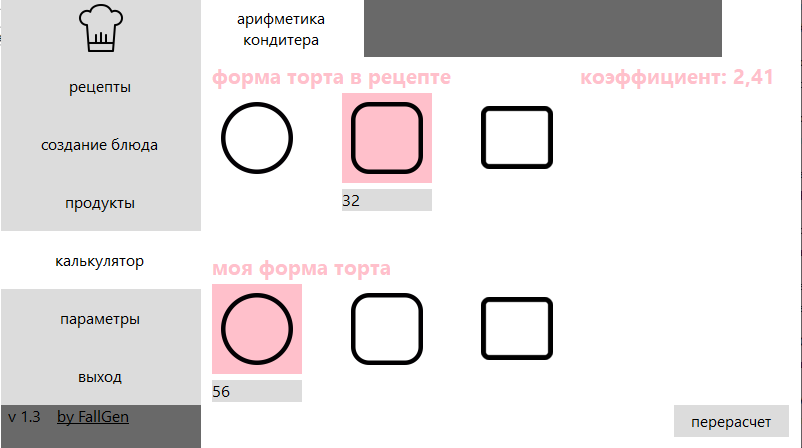 арифметика
кондитера
рецепты
создание блюда
продукты
калькулятор
параметры
выход
v 1.3 by FallGen
форма торта в рецепте
коэффициент: 2,41
32
моя форма торта
56
перерасчет